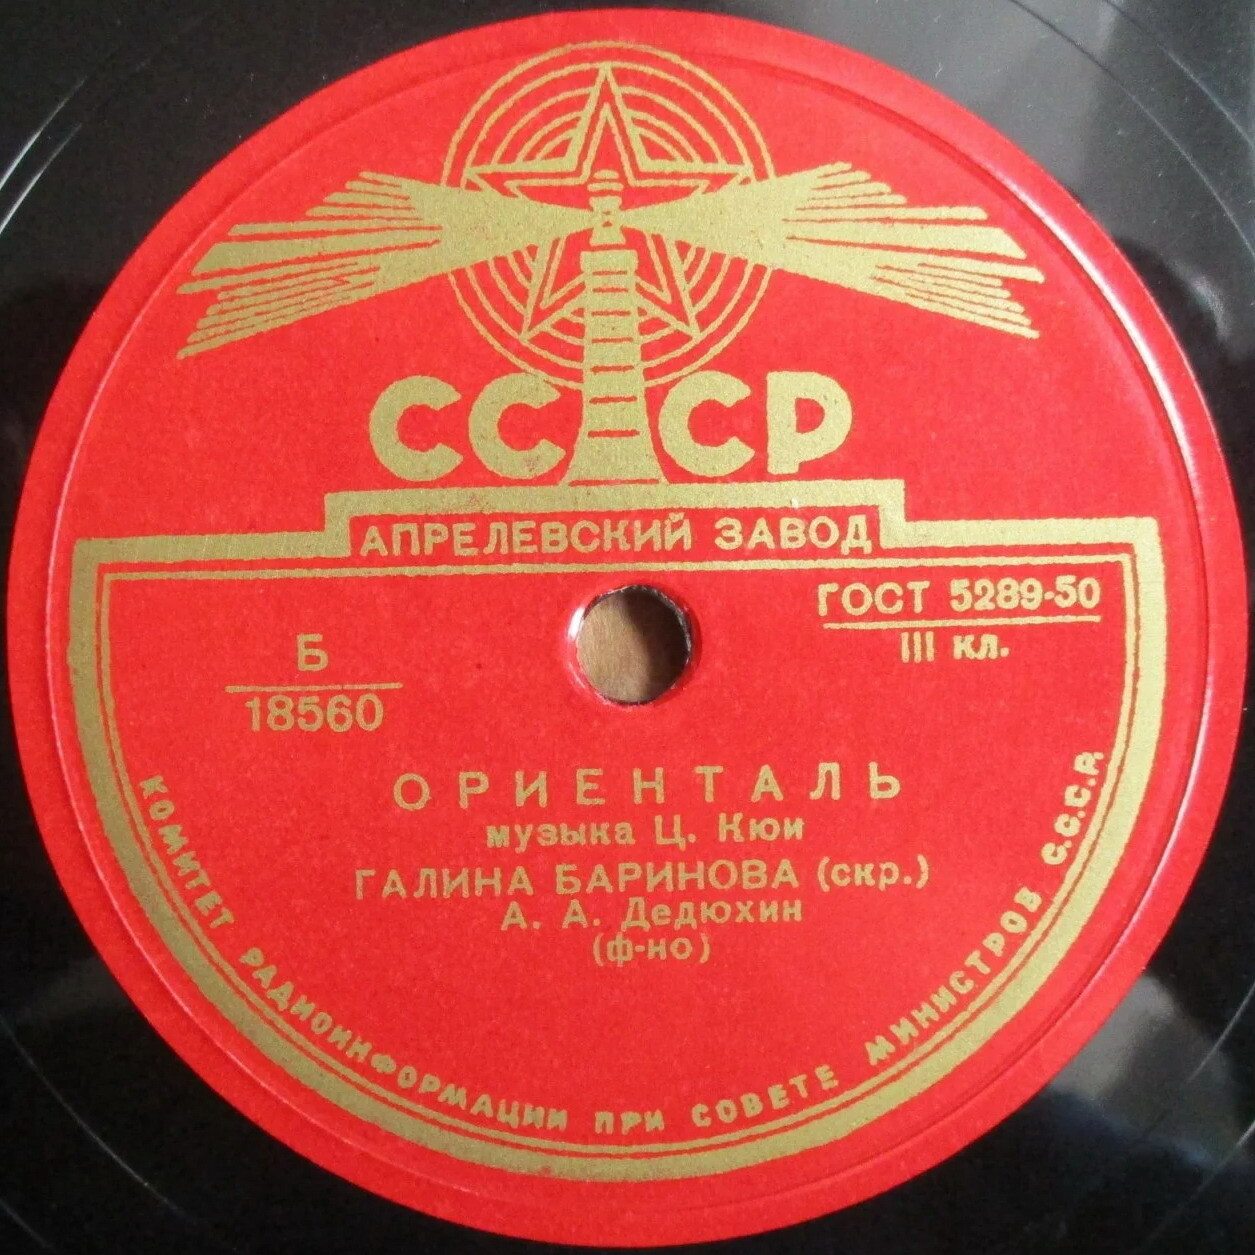 СССР
АПРЕЛЕВСКИЙ ЗАВОД
ГОСТ 5289-50
III кл.
Б
18560
ОРИЕНТАЛЬ
музыка Ц. Кюи
ГАЛИНА БАРИНОВА (скр.)
А. А. Дедюхин
(ф-но)
КОМИТЕТ РАДИОИНФОРМАЦИИ ПРИ СОВЕТЕ МИНИСТРОВ С.С.С.Р.